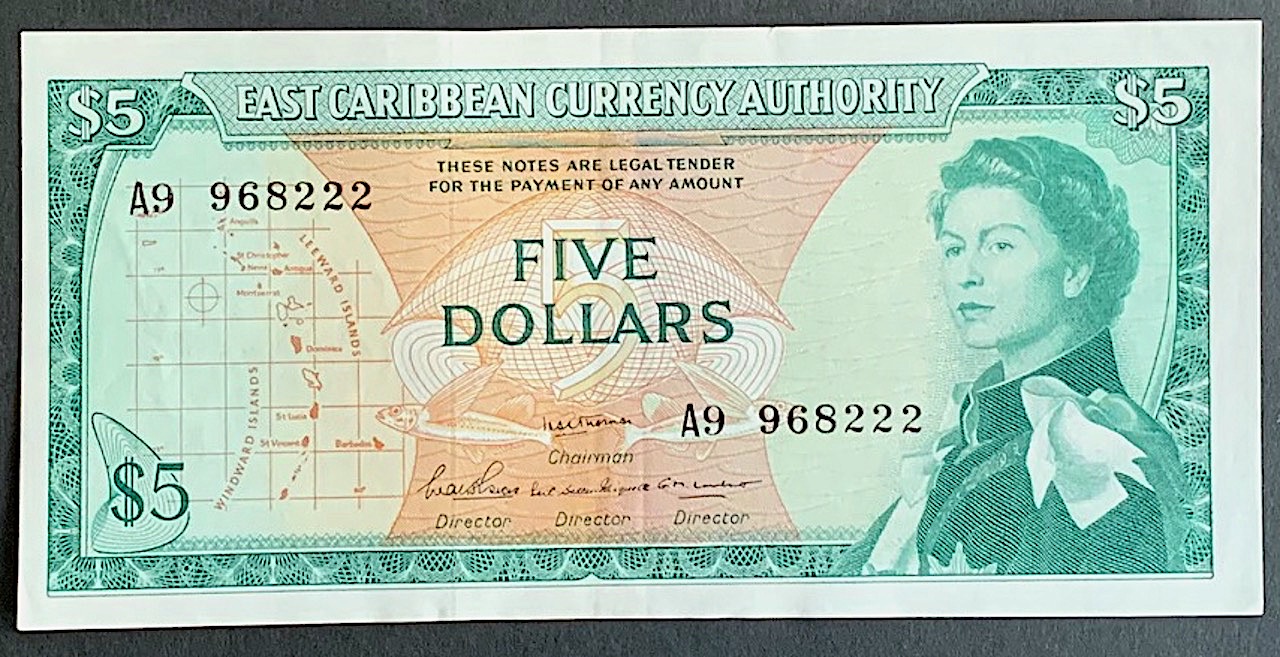 $5 EAST CARIBBEAN CURRENCY AUTHORITY $5
THESE NOTES ARE LEGAL TENDER
FOR THE PAYMENT OF ANY AMOUNT
A9 968222
5
FIVE
DOLLARS
Anguilla
St Christopher
Nevis Antigua
Montserrat
LEEWARD ISLANDS
Dominica
WINDWARD ISLANDS
St Lucia
St Vincent Barbados
A9 968222
Chairman
$5
Director Director Director